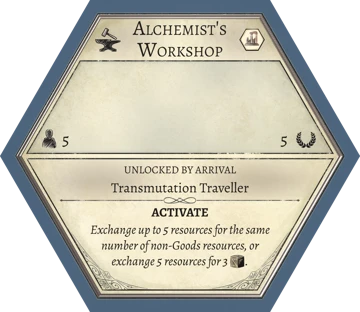 ALCHEMIST'S
WORKSHOP
5 5
UNLOCKED BY ARRIVAL
Transmutation Traveller
ACTIVATE
Exchange up to 5 resources for the same
number of non-Goods resources, or
exchange 5 resources for 3 .